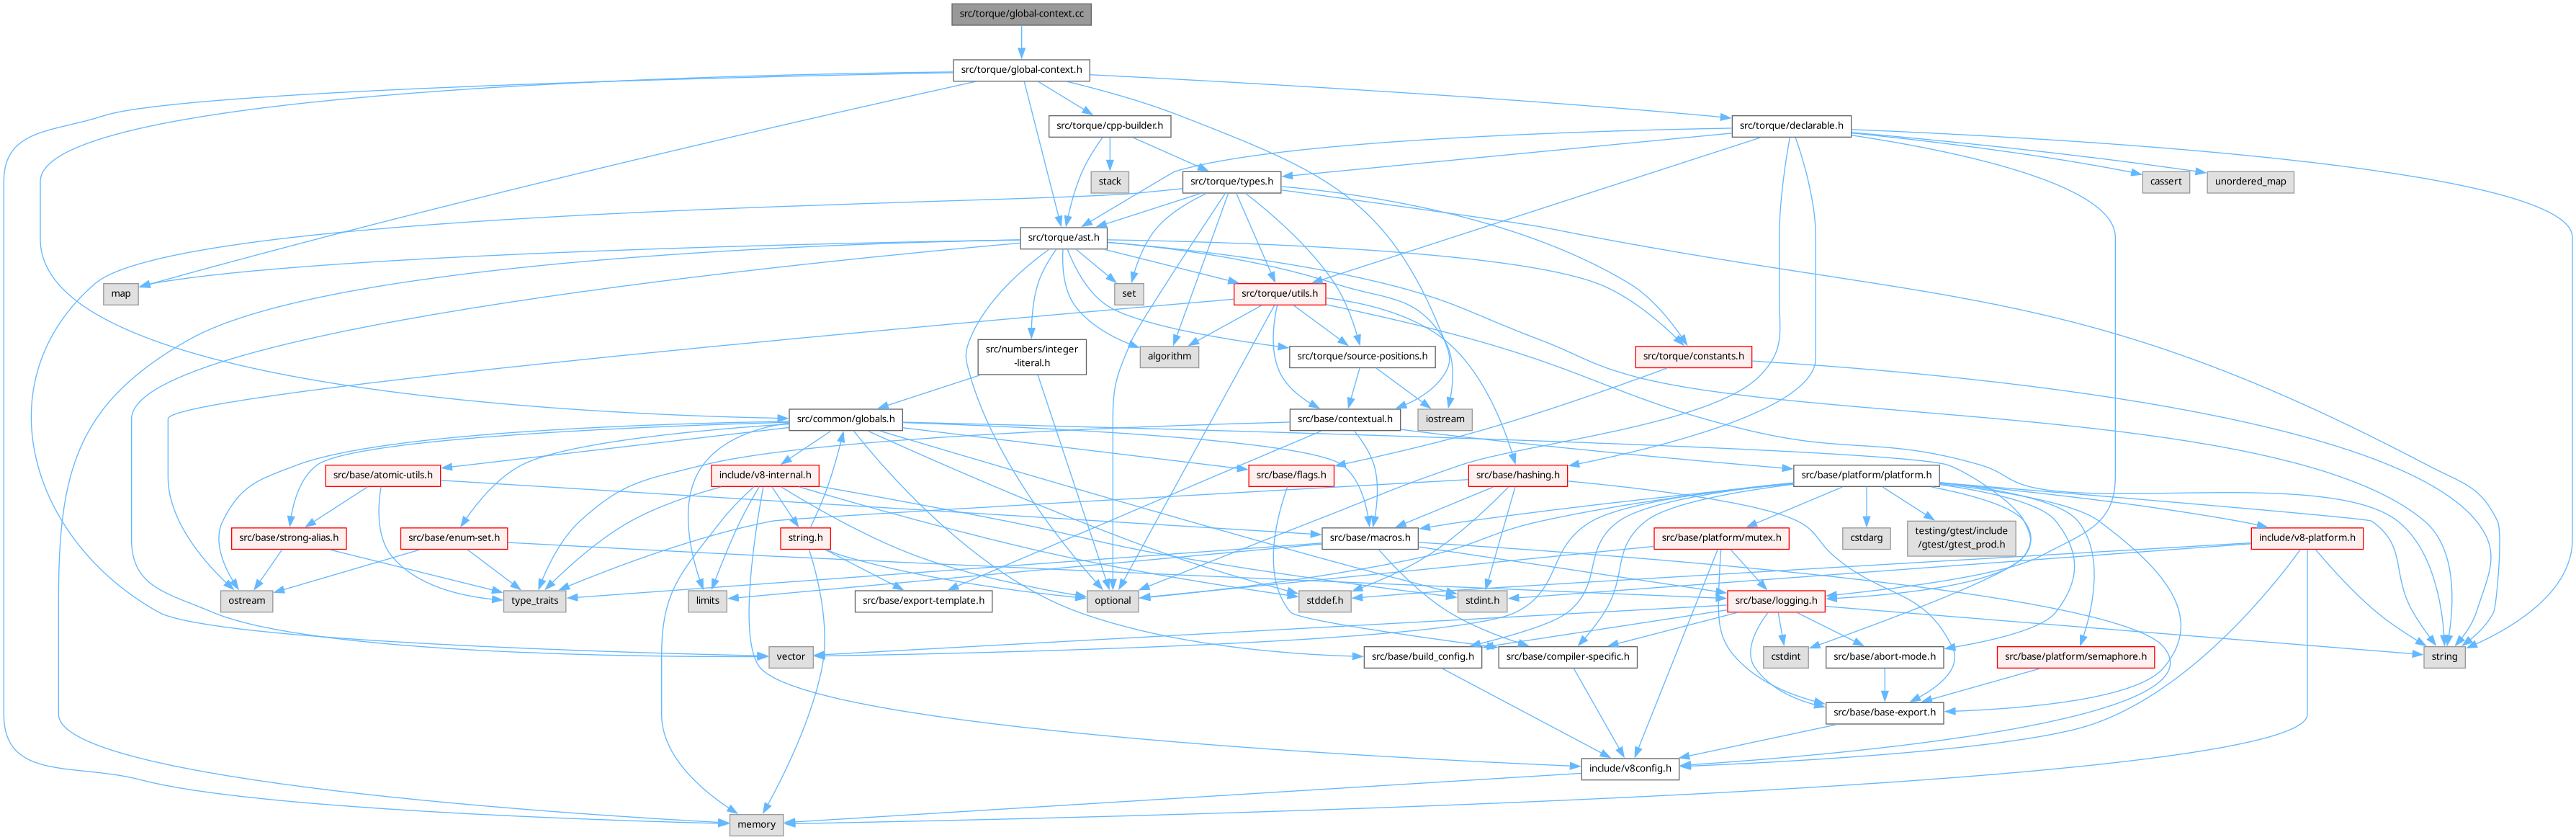 src/torque/global-context.cc
src/torque/global-context.h
src/torque/cpp-builder.h
src/torque/declarable.h
stack
src/torque/types.h
cassert
unordered_map
src/torque/ast.h
map
set
src/torque/utils.h
src/numbers/integer
-literal.h
algorithm
src/torque/source-positions.h
src/torque/constants.h
src/common/globals.h
src/base/contextual.h
iostream
src/base/atomic-utils.h
include/v8-internal.h
src/base/flags.h
src/base/hashing.h
src/base/platform/platform.h
src/base/strong-alias.h
src/base/enum-set.h
string.h
src/base/macros.h
src/base/platform/mutex.h
cstdarg
testing/gtest/include
/gtest/gtest_prod.h
include/v8-platform.h
ostream
type_traits
limits
src/base/export-template.h
optional
stddef.h
stdint.h
src/base/logging.h
vector
src/base/build_config.h
src/base/compiler-specific.h
cstdint
src/base/abort-mode.h
src/base/platform/semaphore.h
string
src/base/base-export.h
include/v8config.h
memory